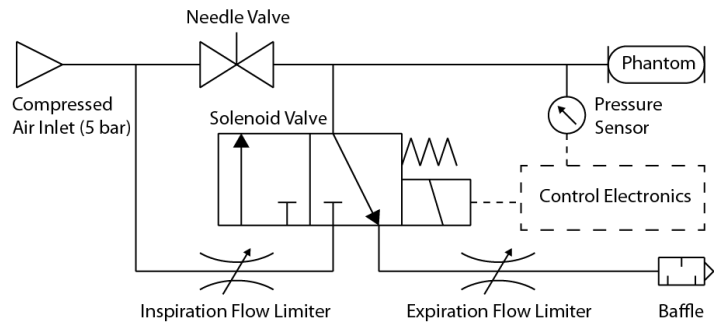 Needle Valve
Compressed
Air Inlet (5 bar)
Solenoid Valve
Phantom
Pressure
Sensor
Control Electronics
Inspiration Flow Limiter
Expiration Flow Limiter
Baffle